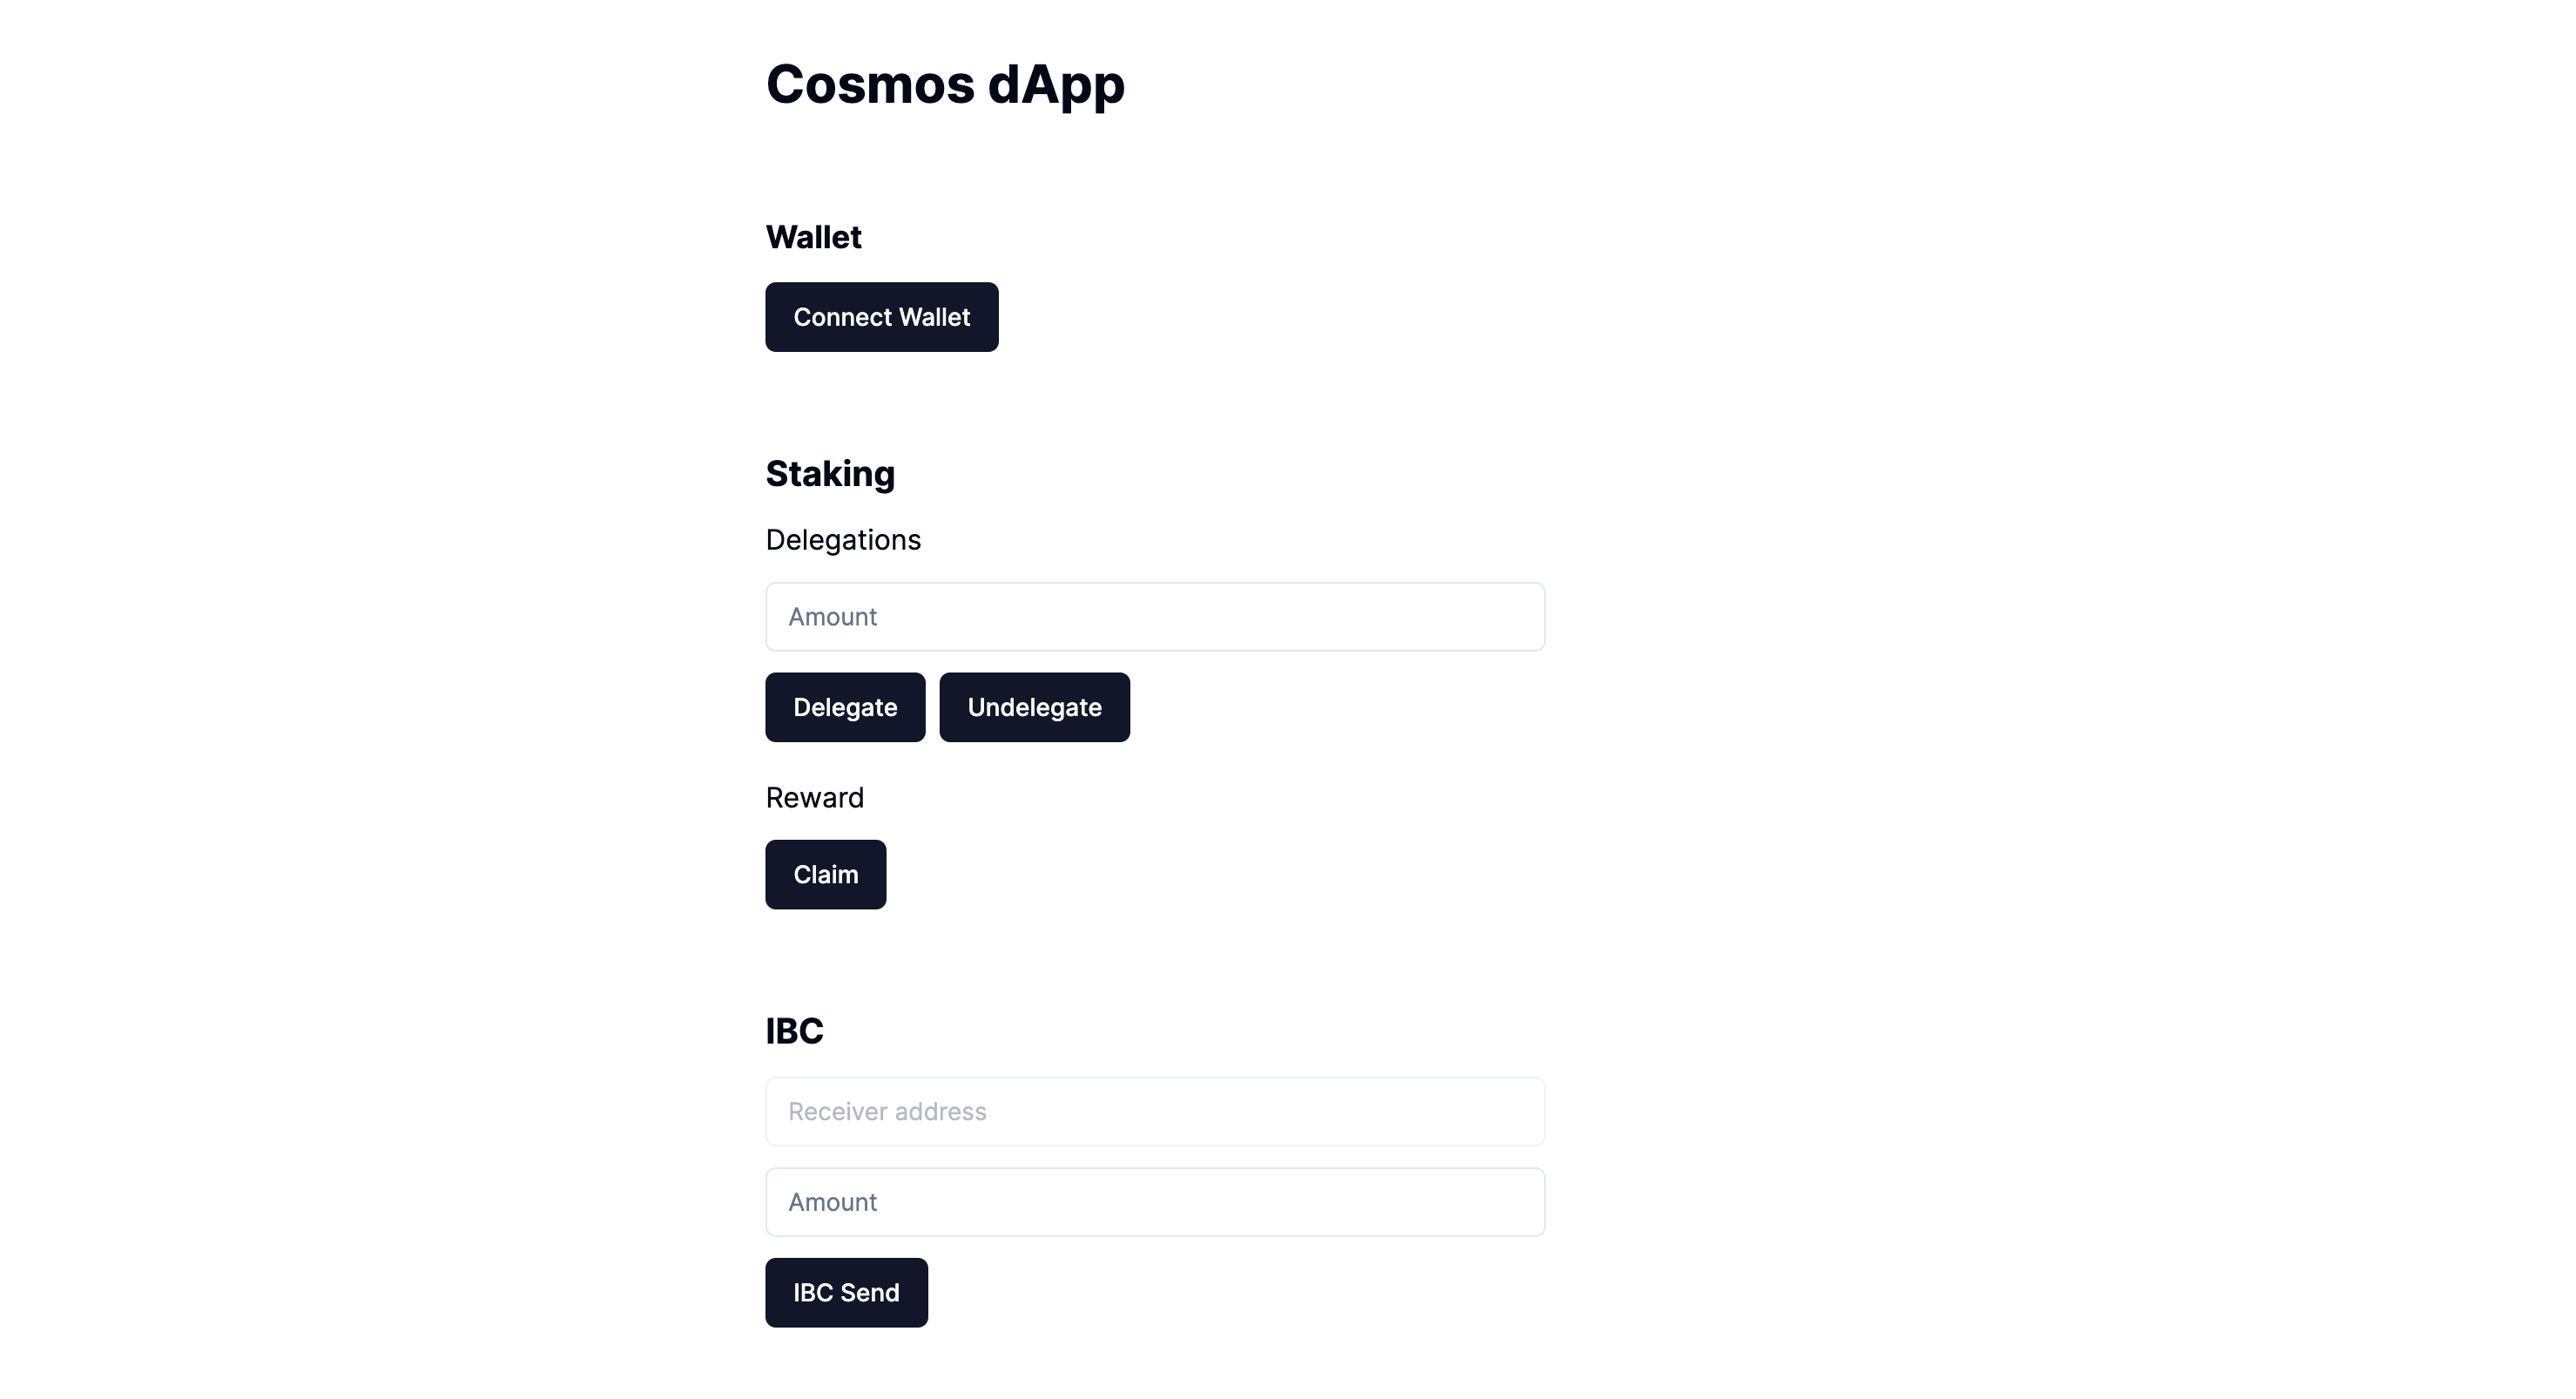 Cosmos dApp
Wallet
Connect Wallet
Staking
Delegations
Amount
Delegate Undelegate
Reward
Claim
IBC
Receiver address
Amount
IBC Send